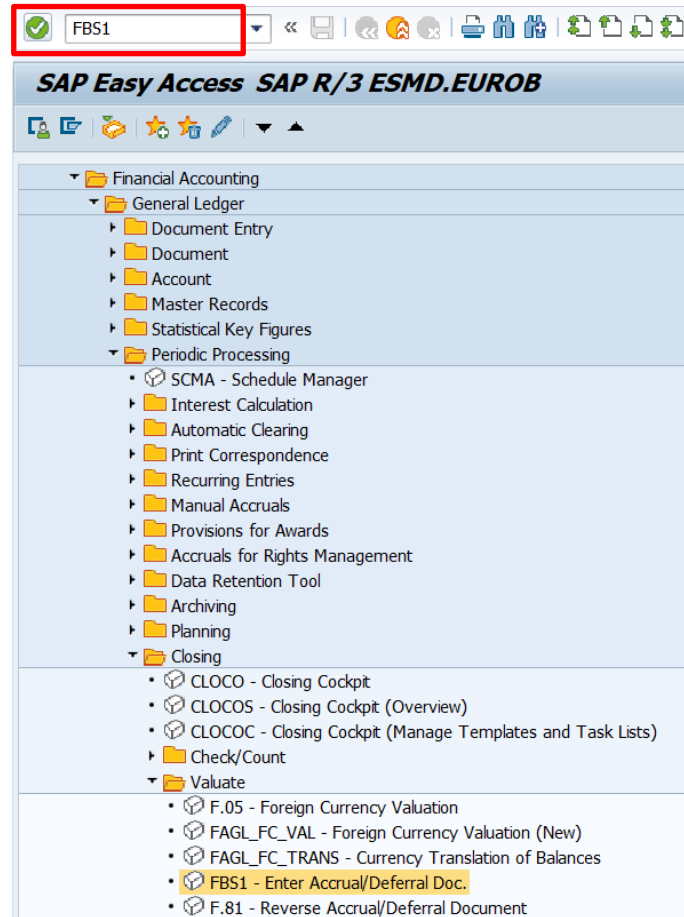 FBS1
SAP Easy Access SAP R/3 ESMD.EUROB
Financial Accounting
General Ledger
Document Entry
Document
Account
Master Records
Statistical Key Figures
Periodic Processing
SCMA - Schedule Manager
Interest Calculation
Automatic Clearing
Print Correspondence
Recurring Entries
Manual Accruals
Provisions for Awards
Accruals for Rights Management
Data Retention Tool
Archiving
Planning
Closing
CLOCO - Closing Cockpit
CLOCOS - Closing Cockpit (Overview)
CLOCOC - Closing Cockpit (Manage Templates and Task Lists)
Check/Count
Valuate
F.05 - Foreign Currency Valuation
FAGL_FC_VAL - Foreign Currency Valuation (New)
FAGL_FC_TRANS - Currency Translation of Balances
FBS1 - Enter Accrual/Deferral Doc.
F.81 - Reverse Accrual/Deferral Document